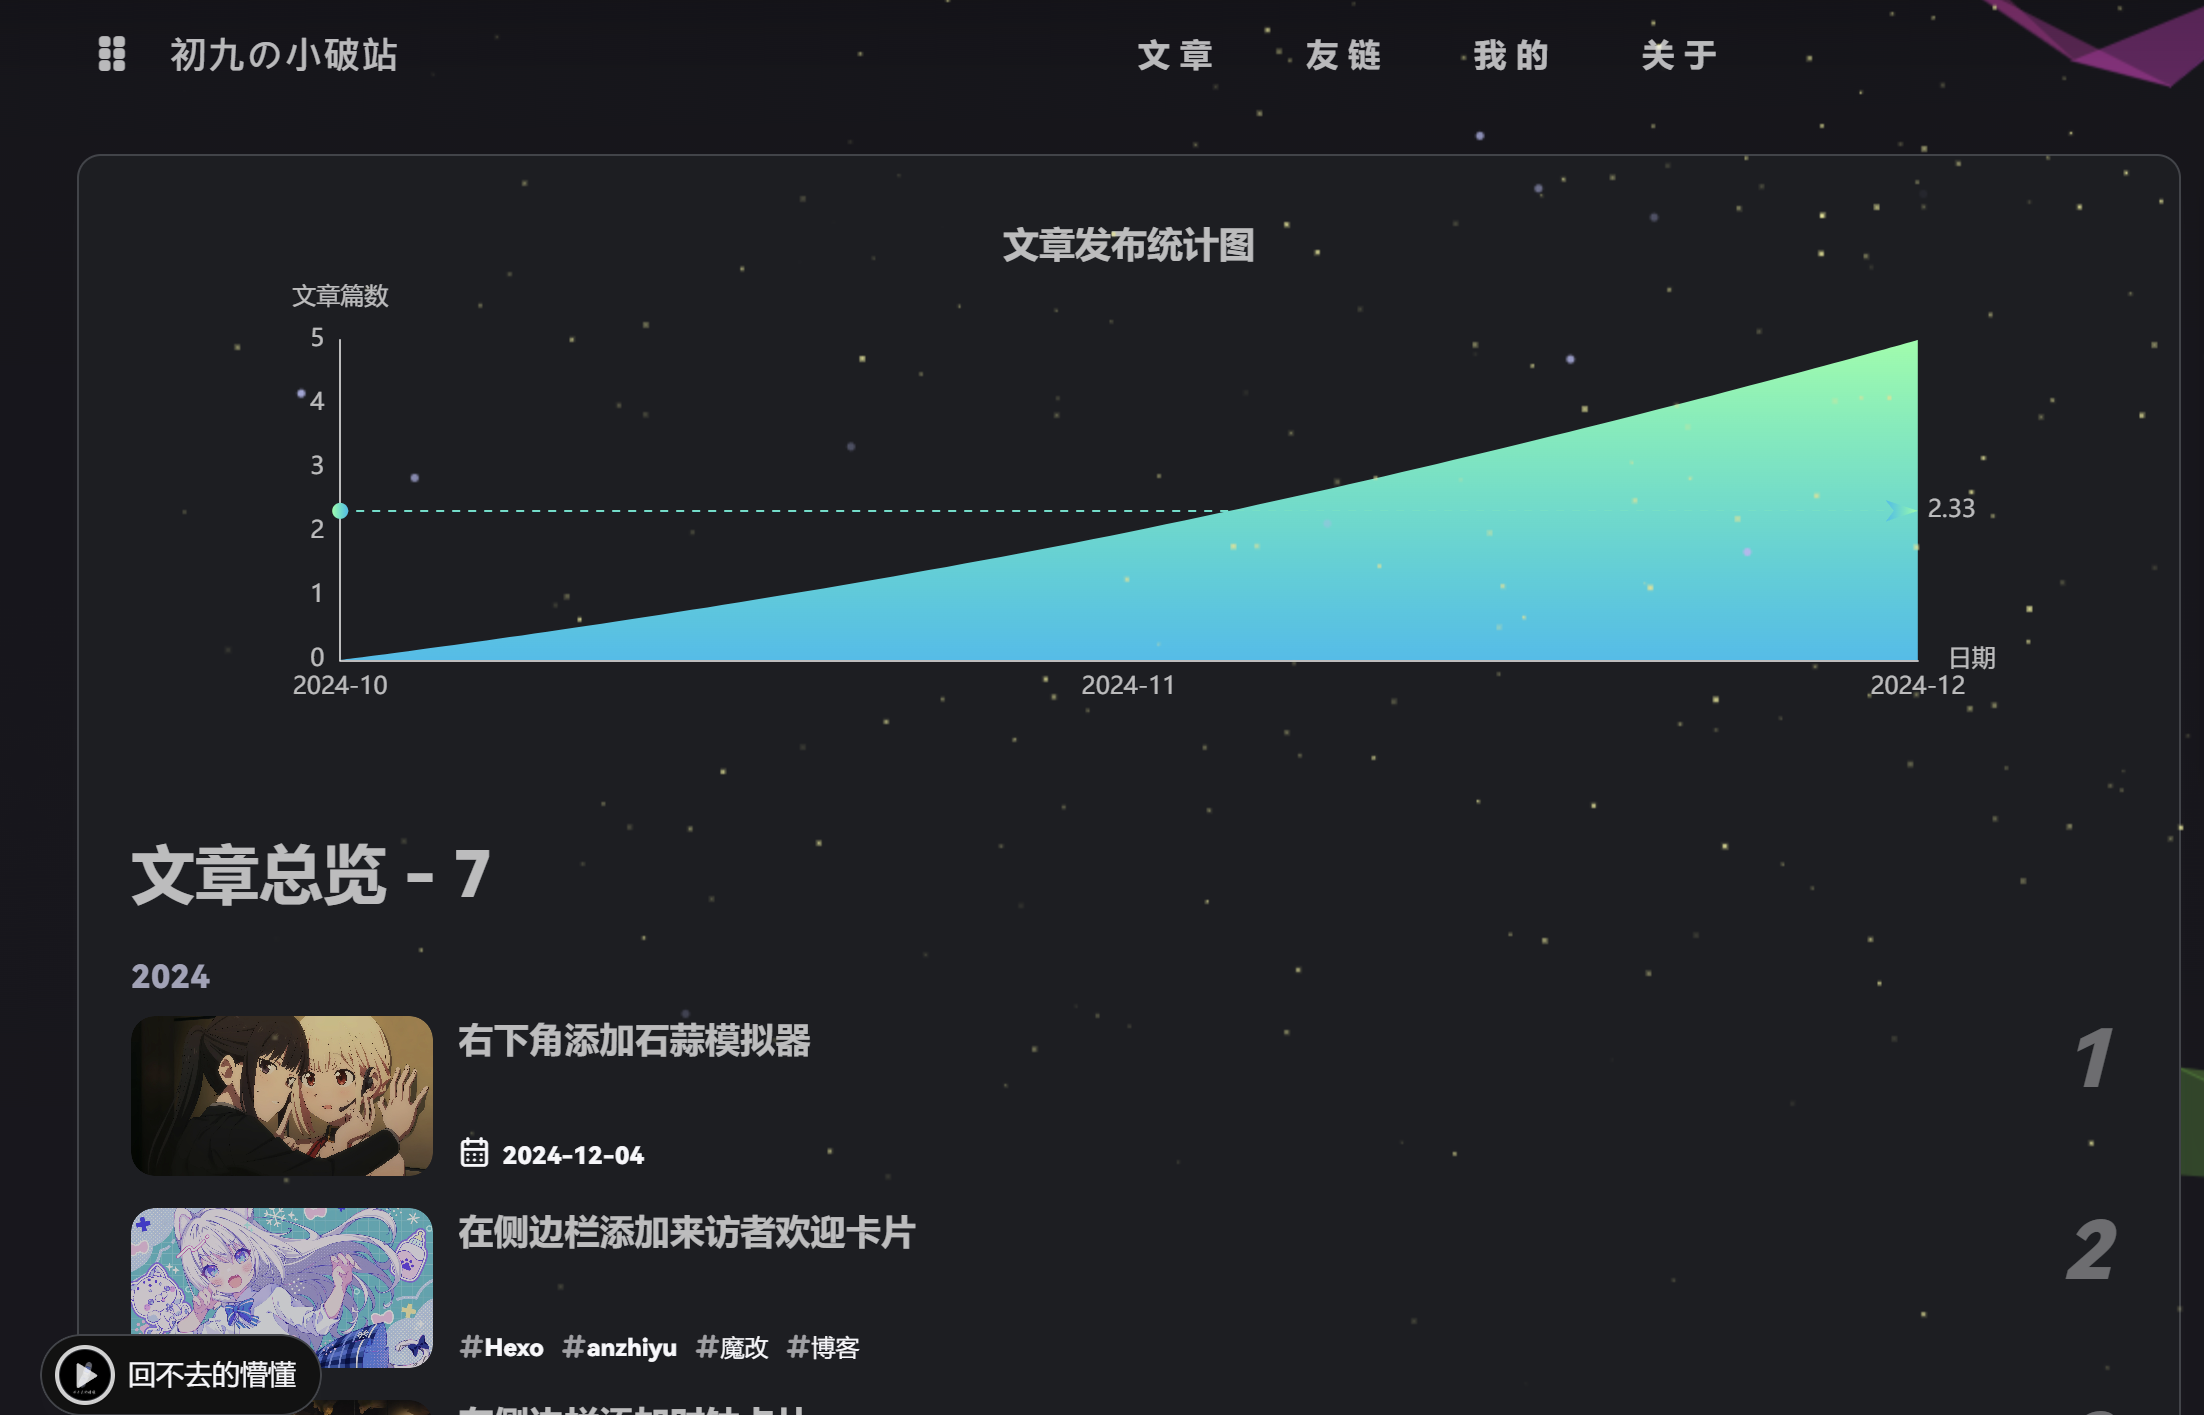 初九の小破站 文章 友链 我的 关于
文章发布统计图
文章篇数
5
4
3
2.33
2
1
0
日期
2024-10 2024-11 2024-12
文章总览 - 7
2024
右下角添加石蒜模拟器
1
2024-12-04
在侧边栏添加来访者欢迎卡片
2
#Hexo #anzhiyu #魔改 #博客
回不去的懵懂